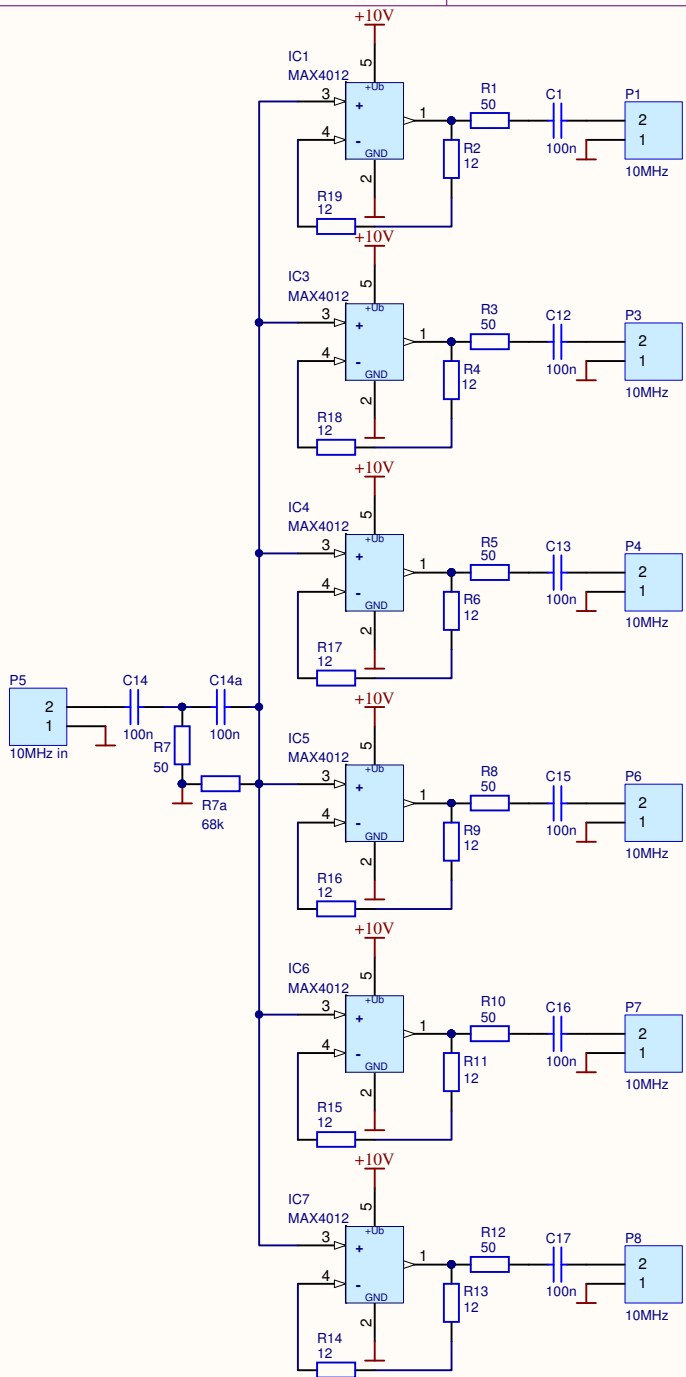 +10V
IC1
MAX4012
5
+Ub
3
+
4
-
GND
2
1
R1
50
C1
100n
P1
2
1
10MHz
R2
12
R19
12
+10V
IC3
MAX4012
5
3
+
4
-
GND
2
1
R3
50
C12
100n
P3
2
1
10MHz
R4
12
R18
12
+10V
IC4
MAX4012
5
+Ub
3
+
4
-
GND
2
1
R5
50
C13
100n
P4
2
1
10MHz
R6
12
R17
12
P5
2
1
10MHz in
C14
100n
C14a
100n
R7
50
R7a
68k
+10V
IC5
MAX4012
5
+Ub
3
+
4
-
GND
2
1
R8
50
C15
100n
P6
2
1
10MHz
R9
12
R16
12
+10V
IC6
MAX4012
5
+Ub
3
+
4
-
GND
2
1
R10
50
C16
100n
P7
2
1
10MHz
R11
12
R15
12
+10V
IC7
MAX4012
5
+Ub
3
+
4
-
GND
2
1
R12
50
C17
100n
P8
2
1
10MHz
R13
12
R14
12